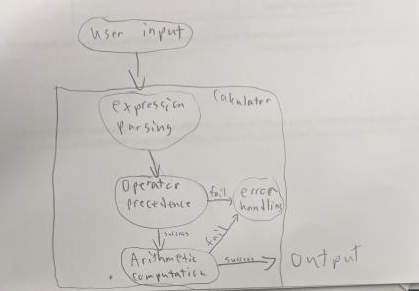 User input
Calculator
expression
parsing
Operator
precedence
fail
error
handling
success
fail
Arithmetic
computation
success
Output